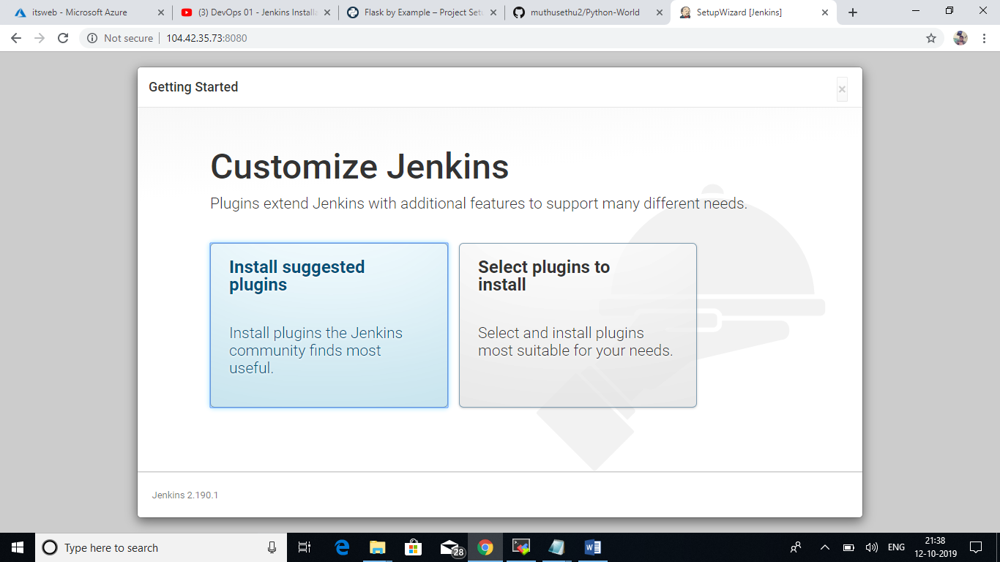 itsweb - Microsoft Azure
(3) DevOps 01 - Jenkins Installa
Flask by Example – Project Setu
muthusethu2/Python-World
SetupWizard [Jenkins]
Not secure
104.42.35.73:8080
Getting Started
×
Customize Jenkins
Plugins extend Jenkins with additional features to support many different needs.
Install suggested
plugins
Install plugins the Jenkins
community finds most
useful.
Select plugins to
install
Select and install plugins
most suitable for your needs.
Jenkins 2.190.1
Type here to search
28
ENG
21:38
12-10-2019